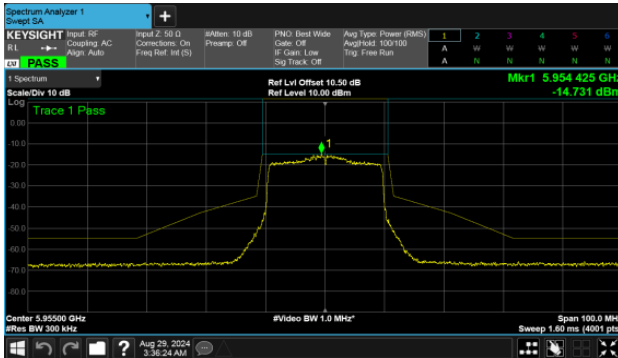 Spectrum Analyzer 1
Swept SA
+
KEYSIGHT Input: RF Input Z: 50 Ω #Atten: 10 dB PNO: Best Wide Avg Type: Power (RMS) 1 2 3 4 5 6
RL Coupling: AC Corrections: On Preamp: Off Gate: Off Avg|Hold: 100/100 A W W W W W
Align: Auto Freq Ref: Int (S) IF Gain: Low Trig: Free Run
LXI PASS Sig Track: Off A N N N N N
1 Spectrum Ref Lvl Offset 10.50 dB Mkr1 5.954 425 GHz
Scale/Div 10 dB Ref Level 10.00 dBm -14.731 dBm
Log Trace 1 Pass
0.00
-10.0
1
-20.0
-30.0
-40.0
-50.0
-60.0
-70.0
-80.0
Center 5.95500 GHz #Video BW 1.0 MHz* Span 100.0 MHz
#Res BW 300 kHz Sweep 1.60 ms (4001 pts)
? Aug 29, 2024
3:36:24 AM